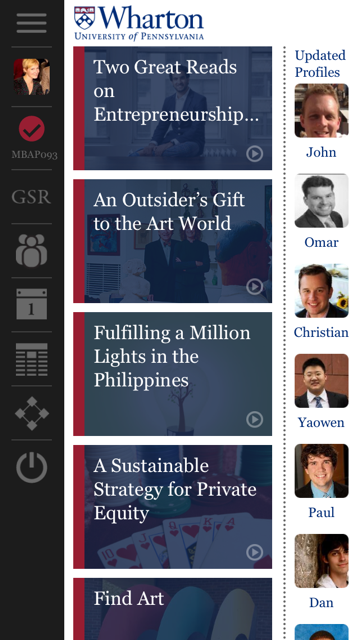 Wharton
UNIVERSITY OF PENNSYLVANIA
MBAP093
GSR
1
Two Great Reads
on
Entrepreneurship...
An Outsider's Gift
to the Art World
Fulfilling a Million
Lights in the
Philippines
A Sustainable
Strategy for Private
Equity
Find Art
Updated
Profiles
John
Omar
Christian
Yaowen
Paul
Dan